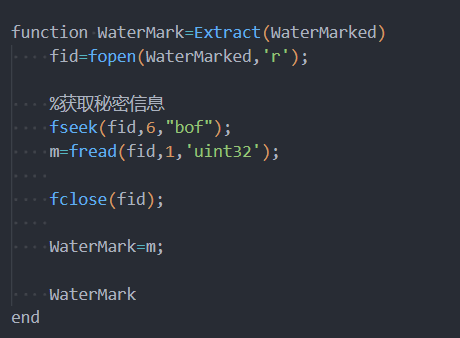 function WaterMark=Extract(WaterMarked)
fid=fopen(WaterMarked,'r');
%获取秘密信息
fseek(fid,6,"bof");
m=fread(fid,1,'uint32');
fclose(fid);
WaterMark=m;
WaterMark
end